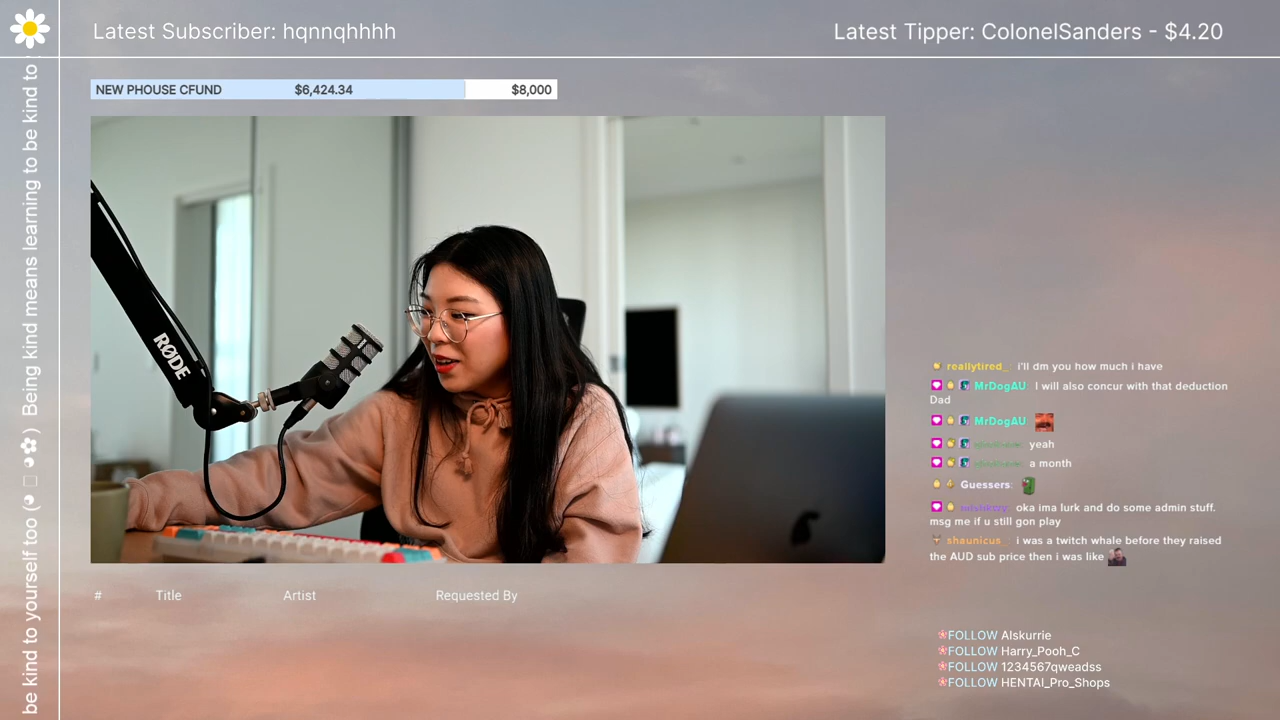 Latest Subscriber: hqnnqhhhh
Latest Tipper: ColonelSanders - $4.20
be kind to yourself too (◕ □ ◕✿ ) Being kind means learning to be kind to
NEW PHOUSE CFUND $6,424.34 $8,000
RØDE
reallytired_: i'll dm you how much i have
MrDogAU: I will also concur with that deduction
Dad
MrDogAU:
yeah
a month
Guessers:
oka ima lurk and do some admin stuff.
msg me if u still gon play
shaunicus: i was a twitch whale before they raised
the AUD sub price then i was like
# Title Artist Requested By
FOLLOW Alskurrie
FOLLOW Harry_Pooh_C
FOLLOW 1234567qweadss
FOLLOW HENTAI_Pro_Shops